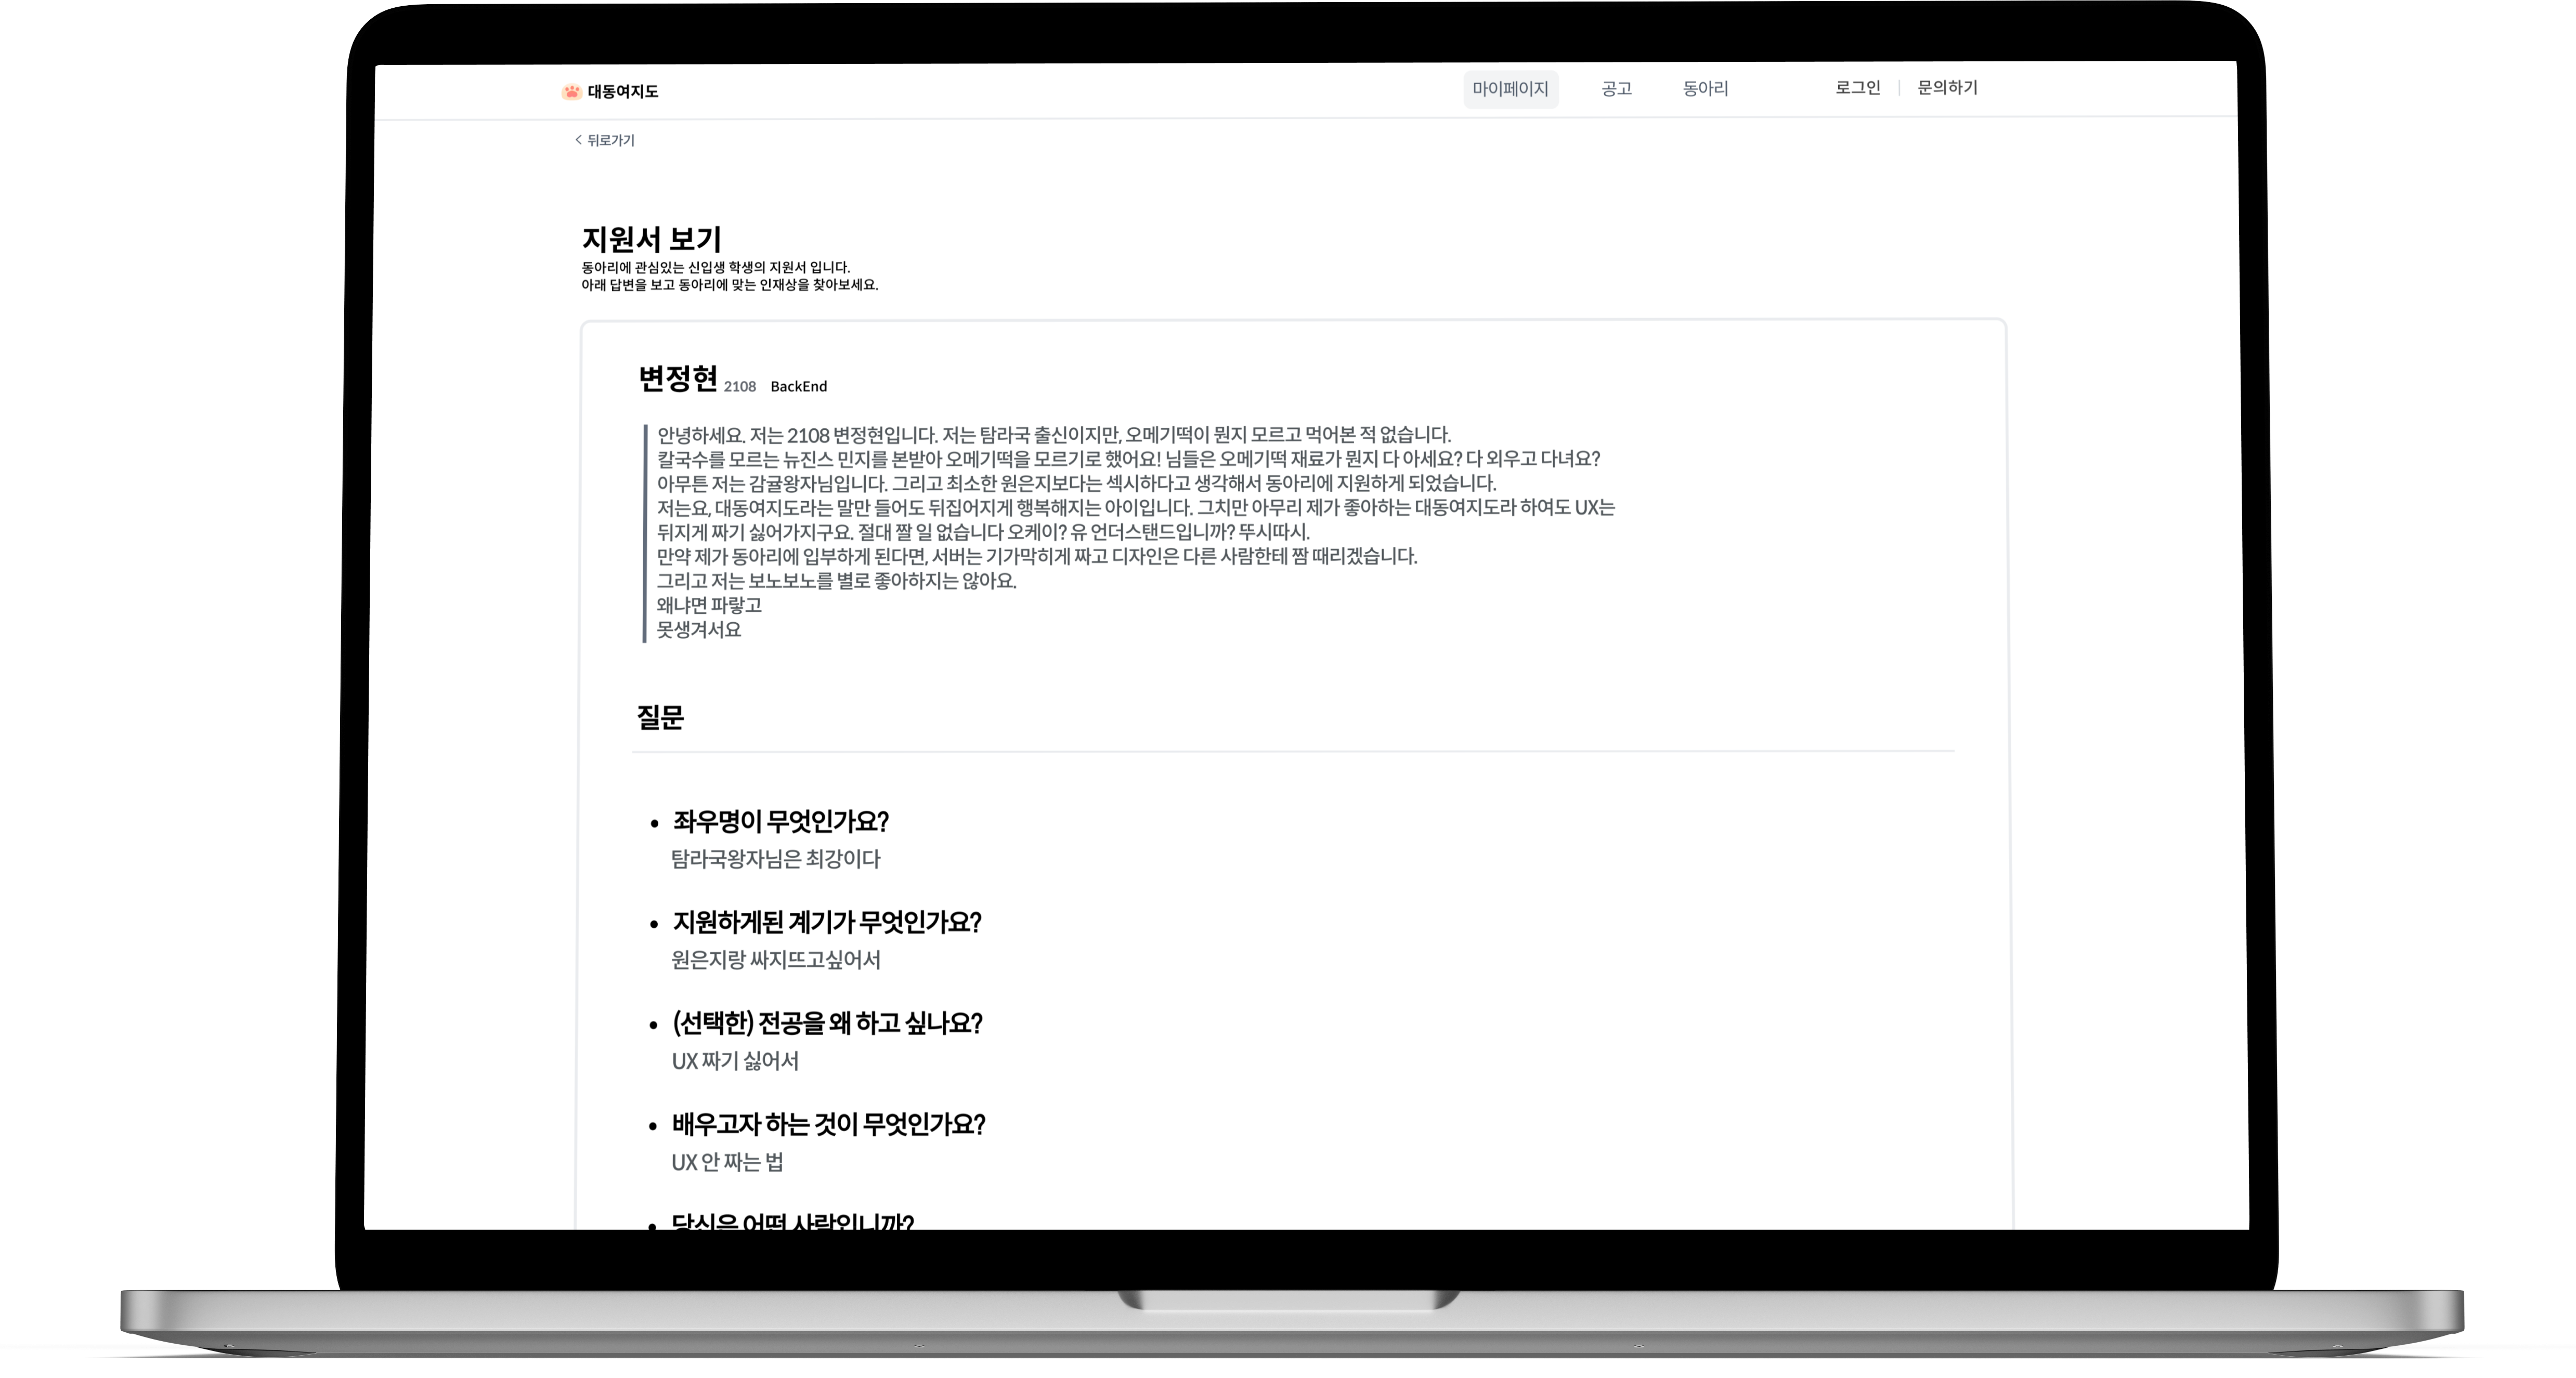 대동여지도
마이페이지 공고 동아리 로그인 | 문의하기
< 뒤로가기
지원서 보기
동아리에 관심있는 신입생 학생의 지원서 입니다.
아래 답변을 보고 동아리에 맞는 인재상을 찾아보세요.
변정현 2108 BackEnd
안녕하세요. 저는 2108 변정현입니다. 저는 탐라국 출신이지만, 오메기떡이 뭔지 모르고 먹어본 적 없습니다.
칼국수를 모르는 뉴진스 민지를 본받아 오메기떡을 모르기로 했어요! 님들은 오메기떡 재료가 뭔지 다 아세요? 다 외우고 다녀요?
아무튼 저는 감귤왕자님입니다. 그리고 최소한 원은지보다는 섹시하다고 생각해서 동아리에 지원하게 되었습니다.
저는요, 대동여지도라는 말만 들어도 뒤집어지게 행복해지는 아이입니다. 그치만 아무리 제가 좋아하는 대동여지도라 하여도 UX는
뒤지게 짜기 싫어가지구요. 절대 짤 일 없습니다 오케이? 유 언더스탠드입니까? 뚜시따시.
만약 제가 동아리에 입부하게 된다면, 서버는 기가막히게 짜고 디자인은 다른 사람한테 짬 때리겠습니다.
그리고 저는 보노보노를 별로 좋아하지는 않아요.
왜냐면 파랗고
못생겨서요
질문
• 좌우명이 무엇인가요?
탐라국왕자님은 최강이다
• 지원하게된 계기가 무엇인가요?
원은지랑 싸지뜨고싶어서
• (선택한) 전공을 왜 하고 싶나요?
UX 짜기 싫어서
• 배우고자 하는 것이 무엇인가요?
UX 안 짜는 법
• 당신은 어떤 사람입니까?